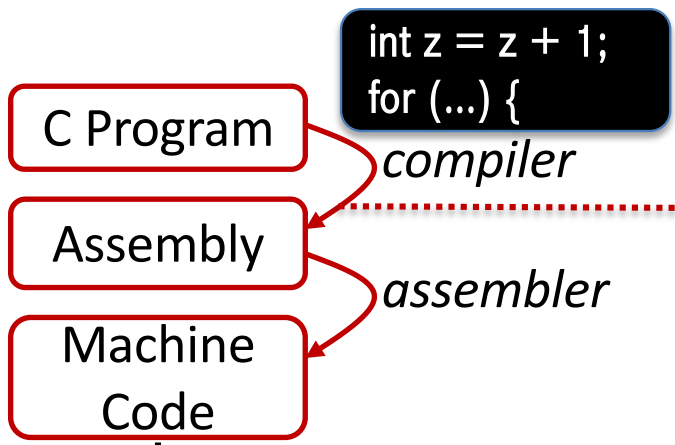 int z = z + 1;
for (...) {
C Program
compiler
Assembly
assembler
Machine
Code